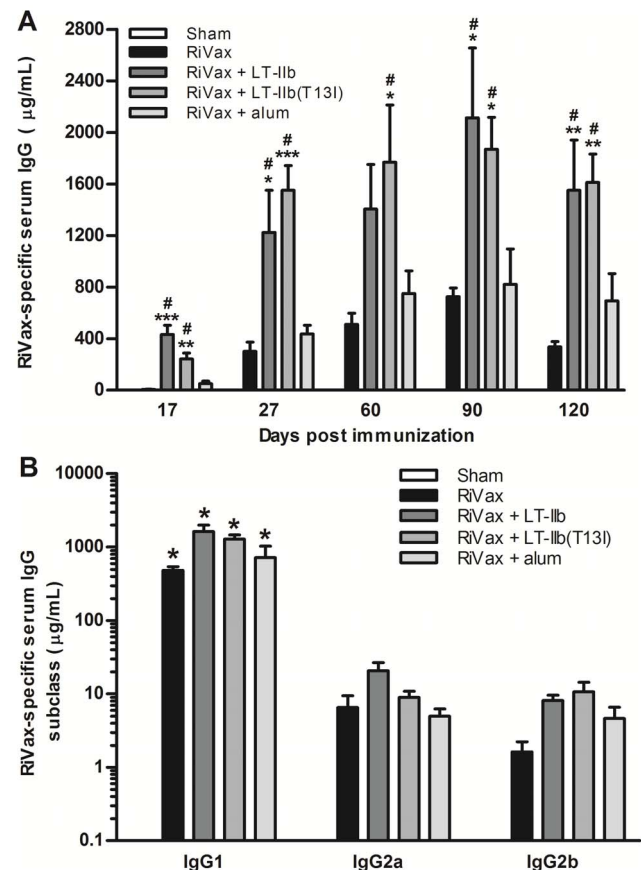 A
RiVax-specific serum IgG ( µg/mL)
2800
2400
2000
1600
1200
800
400
0
Sham
RiVax
RiVax + LT-IIb
RiVax + LT-IIb(T13I)
RiVax + alum
#
***
#
**
#
*
#
***
#
*
#
*
#
*
#
**
#
**
17 27 60 90 120
Days post immunization
B
RiVax-specific serum IgG
subclass ( µg/mL)
10000
1000
100
10
1
0.1
Sham
RiVax
RiVax + LT-IIb
RiVax + LT-IIb(T13I)
RiVax + alum
* * * *
IgG1 IgG2a IgG2b